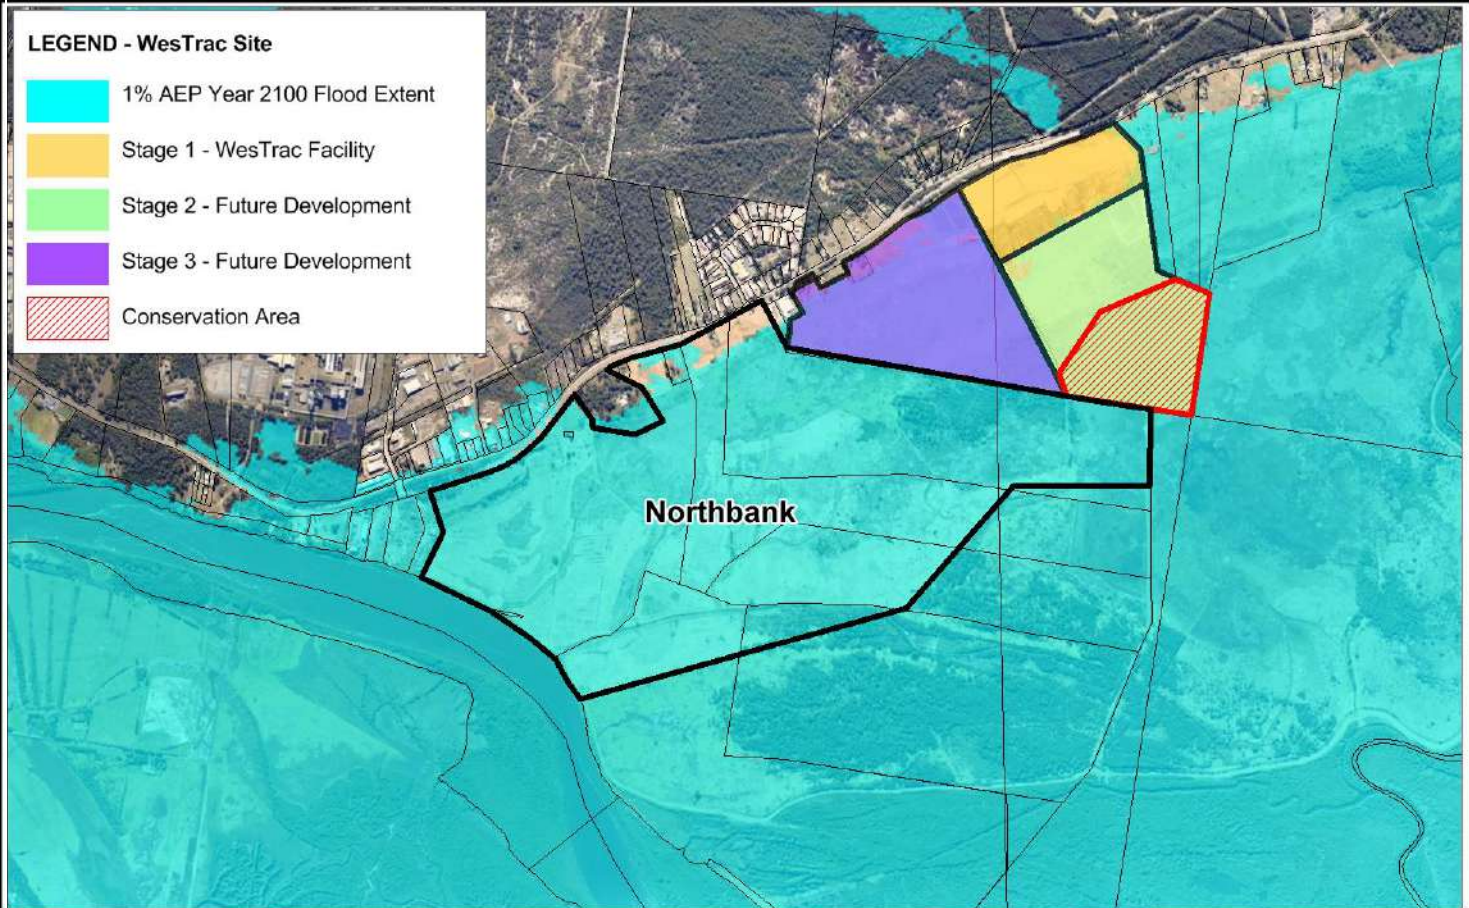 LEGEND - WesTrac Site
1% AEP Year 2100 Flood Extent
Stage 1 - WesTrac Facility
Stage 2 - Future Development
Stage 3 - Future Development
Conservation Area
Northbank